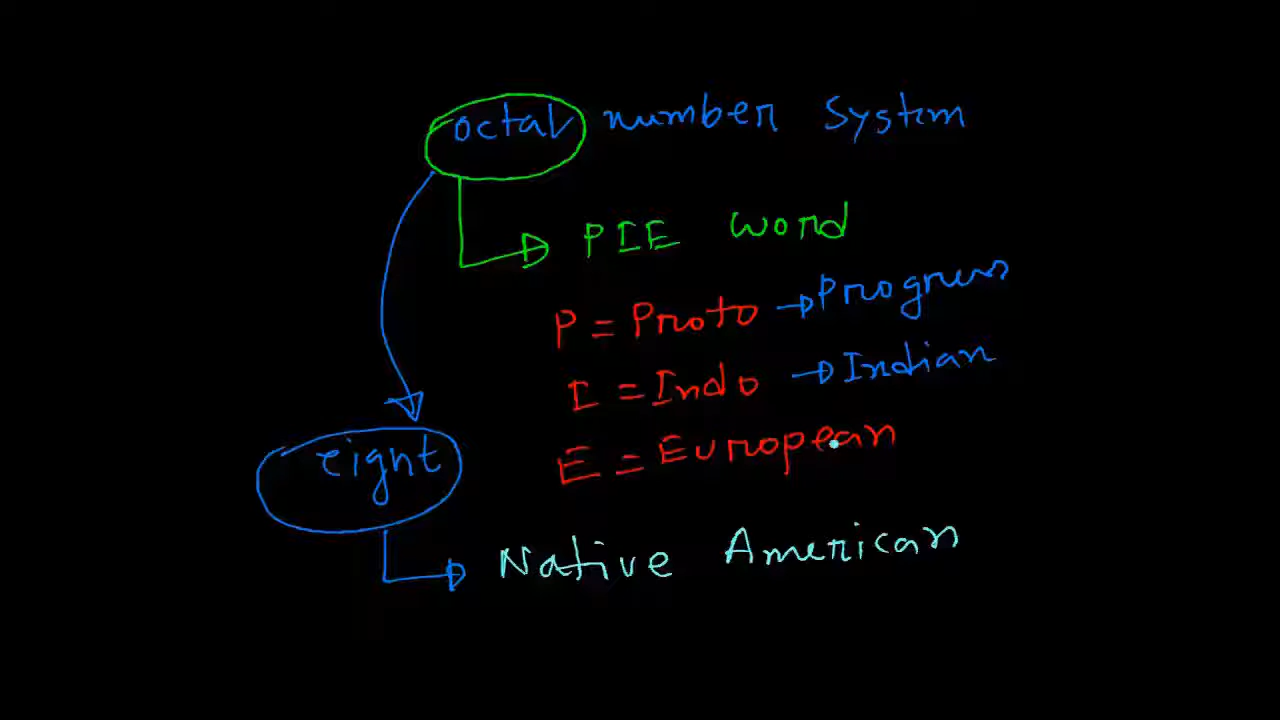 octal number system
PIE word
P = Proto → Progress
I = Indo → Indian
E = European
eight
Native American